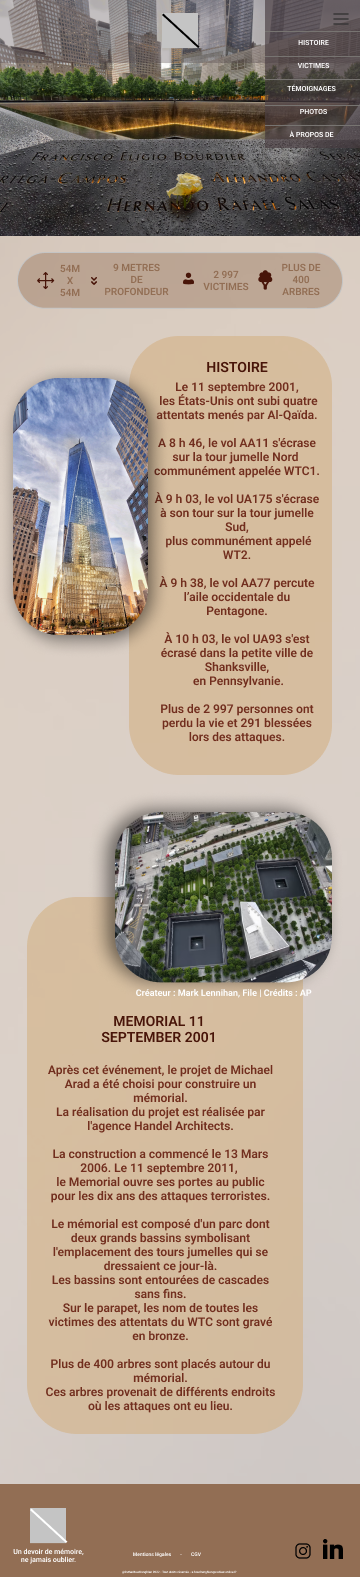 HISTOIRE
VICTIMES
TÉMOIGNAGES
PHOTOS
À PROPOS DE
FRANCISCO ELIGIO BOURDIER
HERNANDO RAFAEL SALAS
54M
X
54M
9 METRES
DE
PROFONDEUR
2 997
VICTIMES
PLUS DE
400
ARBRES
HISTOIRE
Le 11 septembre 2001,
les États-Unis ont subi quatre
attentats menés par Al-Qaïda.
A 8 h 46, le vol AA11 s'écrase
sur la tour jumelle Nord
communément appelée WTC1.
À 9 h 03, le vol UA175 s'écrase
à son tour sur la tour jumelle
Sud,
plus communément appelé
WT2.
À 9 h 38, le vol AA77 percute
l'aile occidentale du
Pentagone.
À 10 h 03, le vol UA93 s'est
écrasé dans la petite ville de
Shanksville,
en Pennsylvanie.
Plus de 2 997 personnes ont
perdu la vie et 291 blessées
lors des attaques.
Créateur : Mark Lennihan, File | Crédits : AP
MEMORIAL 11
SEPTEMBER 2001
Après cet événement, le projet de Michael
Arad a été choisi pour construire un
mémorial.
La réalisation du projet est réalisée par
l'agence Handel Architects.
La construction a commencé le 13 Mars
2006. Le 11 septembre 2011,
le Memorial ouvre ses portes au public
pour les dix ans des attaques terroristes.
Le mémorial est composé d'un parc dont
deux grands bassins symbolisant
l'emplacement des tours jumelles qui se
dressaient ce jour-là.
Les bassins sont entourées de cascades
sans fins.
Sur le parapet, les nom de toutes les
victimes des attentats du WTC sont gravé
en bronze.
Plus de 400 arbres sont placés autour du
mémorial.
Ces arbres provenait de différents endroits
où les attaques ont eu lieu.
Un devoir de mémoire,
ne jamais oublier.
Mentions légales - CGV